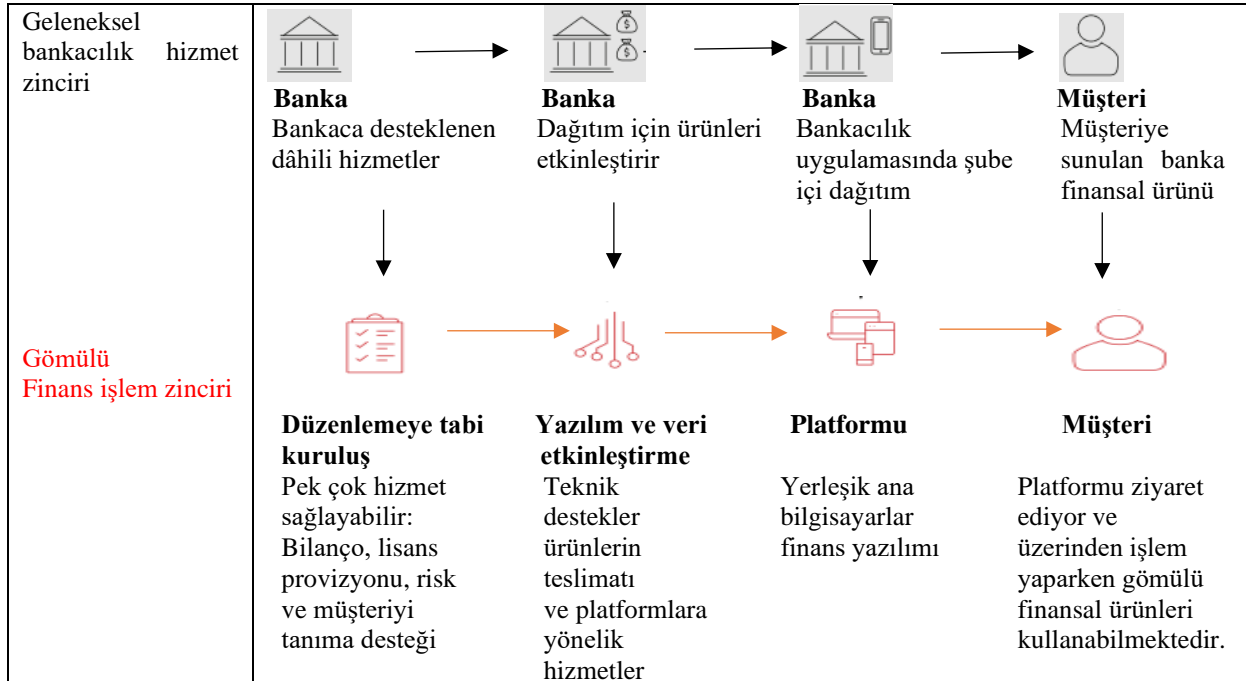 Geleneksel
bankacılık hizmet
zinciri
Banka
Bankaca desteklenen
dâhili hizmetler
Banka
Dağıtım için ürünleri
etkinleştirir
Banka
Bankacılık
uygulamasında şube
içi dağıtım
Müşteri
Müşteriye
sunulan banka
finansal ürünü
Gömülü
Finans işlem zinciri
Düzenlemeye tabi
kuruluş
Pek çok hizmet
sağlayabilir:
Bilanço, lisans
provizyonu, risk
ve müşteriyi
tanıma desteği
Yazılım ve veri
etkinleştirme
Teknik
destekler
ürünlerin
teslimatı
ve platformlara
yönelik
hizmetler
Platformu
Yerleşik ana
bilgisayarlar
finans yazılımı
Müşteri
Platformu ziyaret
ediyor ve
üzerinden işlem
yaparken gömülü
finansal ürünleri
kullanabilmektedir.